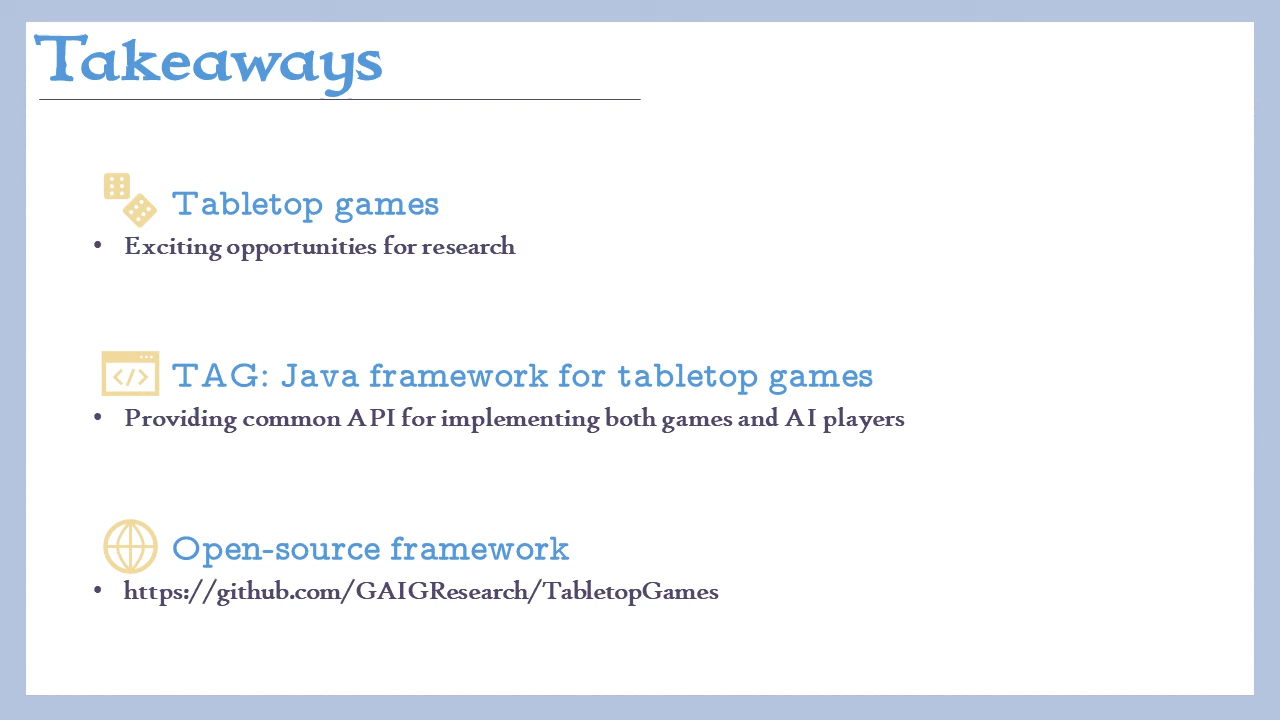 Takeaways
Tabletop games
• Exciting opportunities for research
TAG: Java framework for tabletop games
• Providing common API for implementing both games and AI players
Open-source framework
• https://github.com/GAIGResearch/TabletopGames